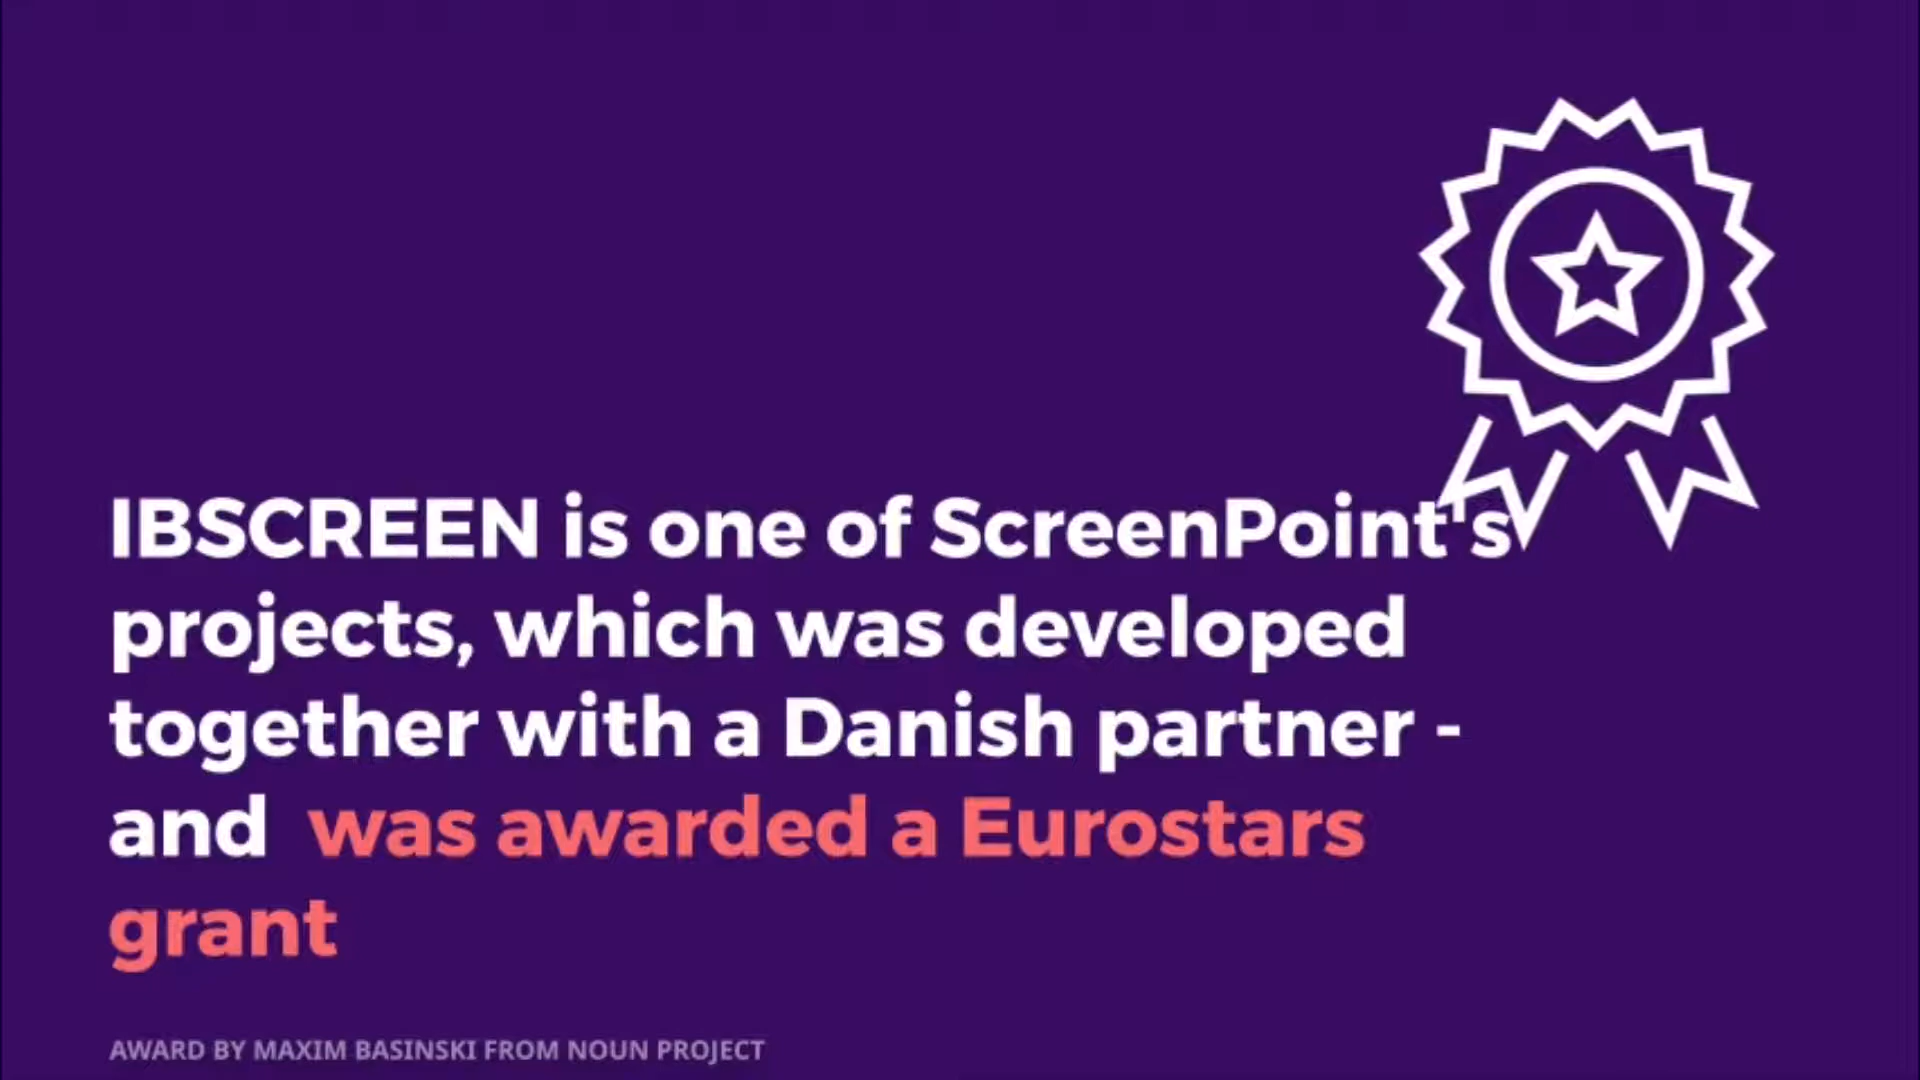 IBSCREEN is one of ScreenPoint's
projects, which was developed
together with a Danish partner -
and was awarded a Eurostars
grant
AWARD BY MAXIM BASINSKI FROM NOUN PROJECT